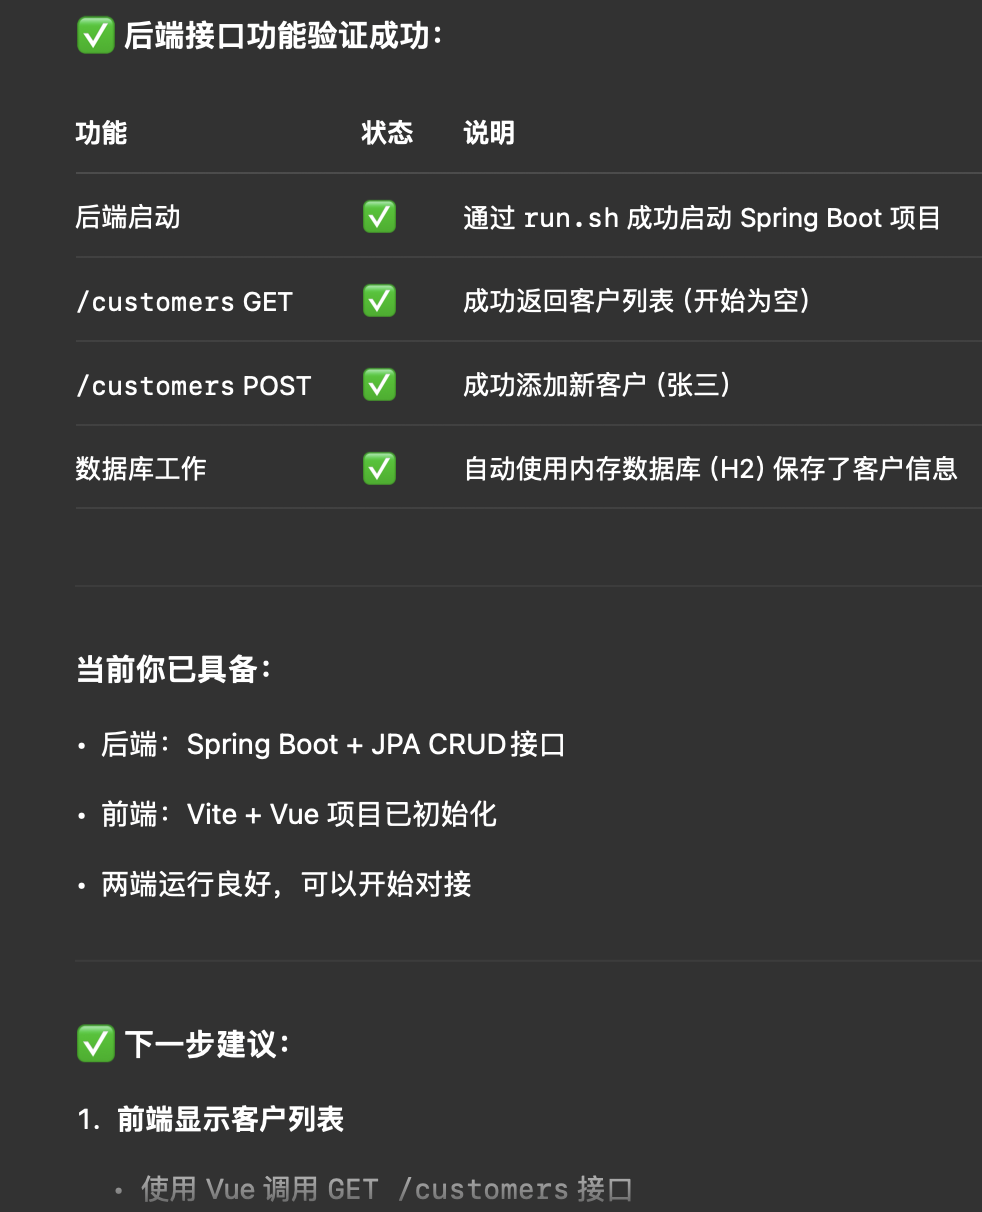 ✅ 后端接口功能验证成功：
功能 状态 说明
后端启动 ✅ 通过 run.sh 成功启动 Spring Boot 项目
/customers GET ✅ 成功返回客户列表（开始为空）
/customers POST ✅ 成功添加新客户（张三）
数据库工作 ✅ 自动使用内存数据库（H2）保存了客户信息
当前你已具备：
• 后端：Spring Boot + JPA CRUD接口
• 前端：Vite + Vue 项目已初始化
• 两端运行良好，可以开始对接
✅ 下一步建议：
1. 前端显示客户列表
• 使用 Vue 调用 GET /customers 接口